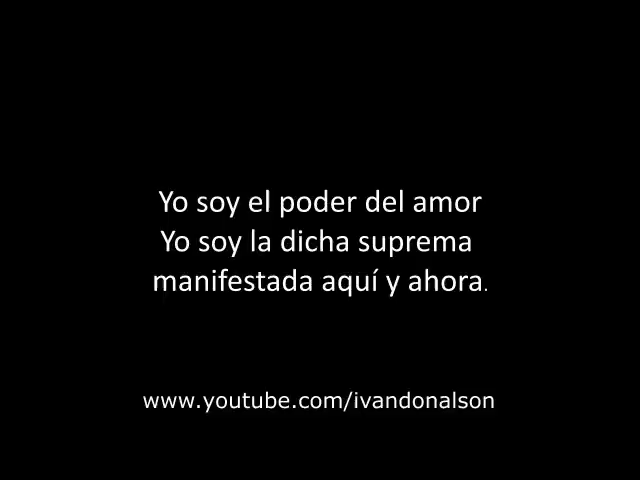 Yo soy el poder del amor
Yo soy la dicha suprema
manifestada aquí y ahora.
www.youtube.com/ivandonalson